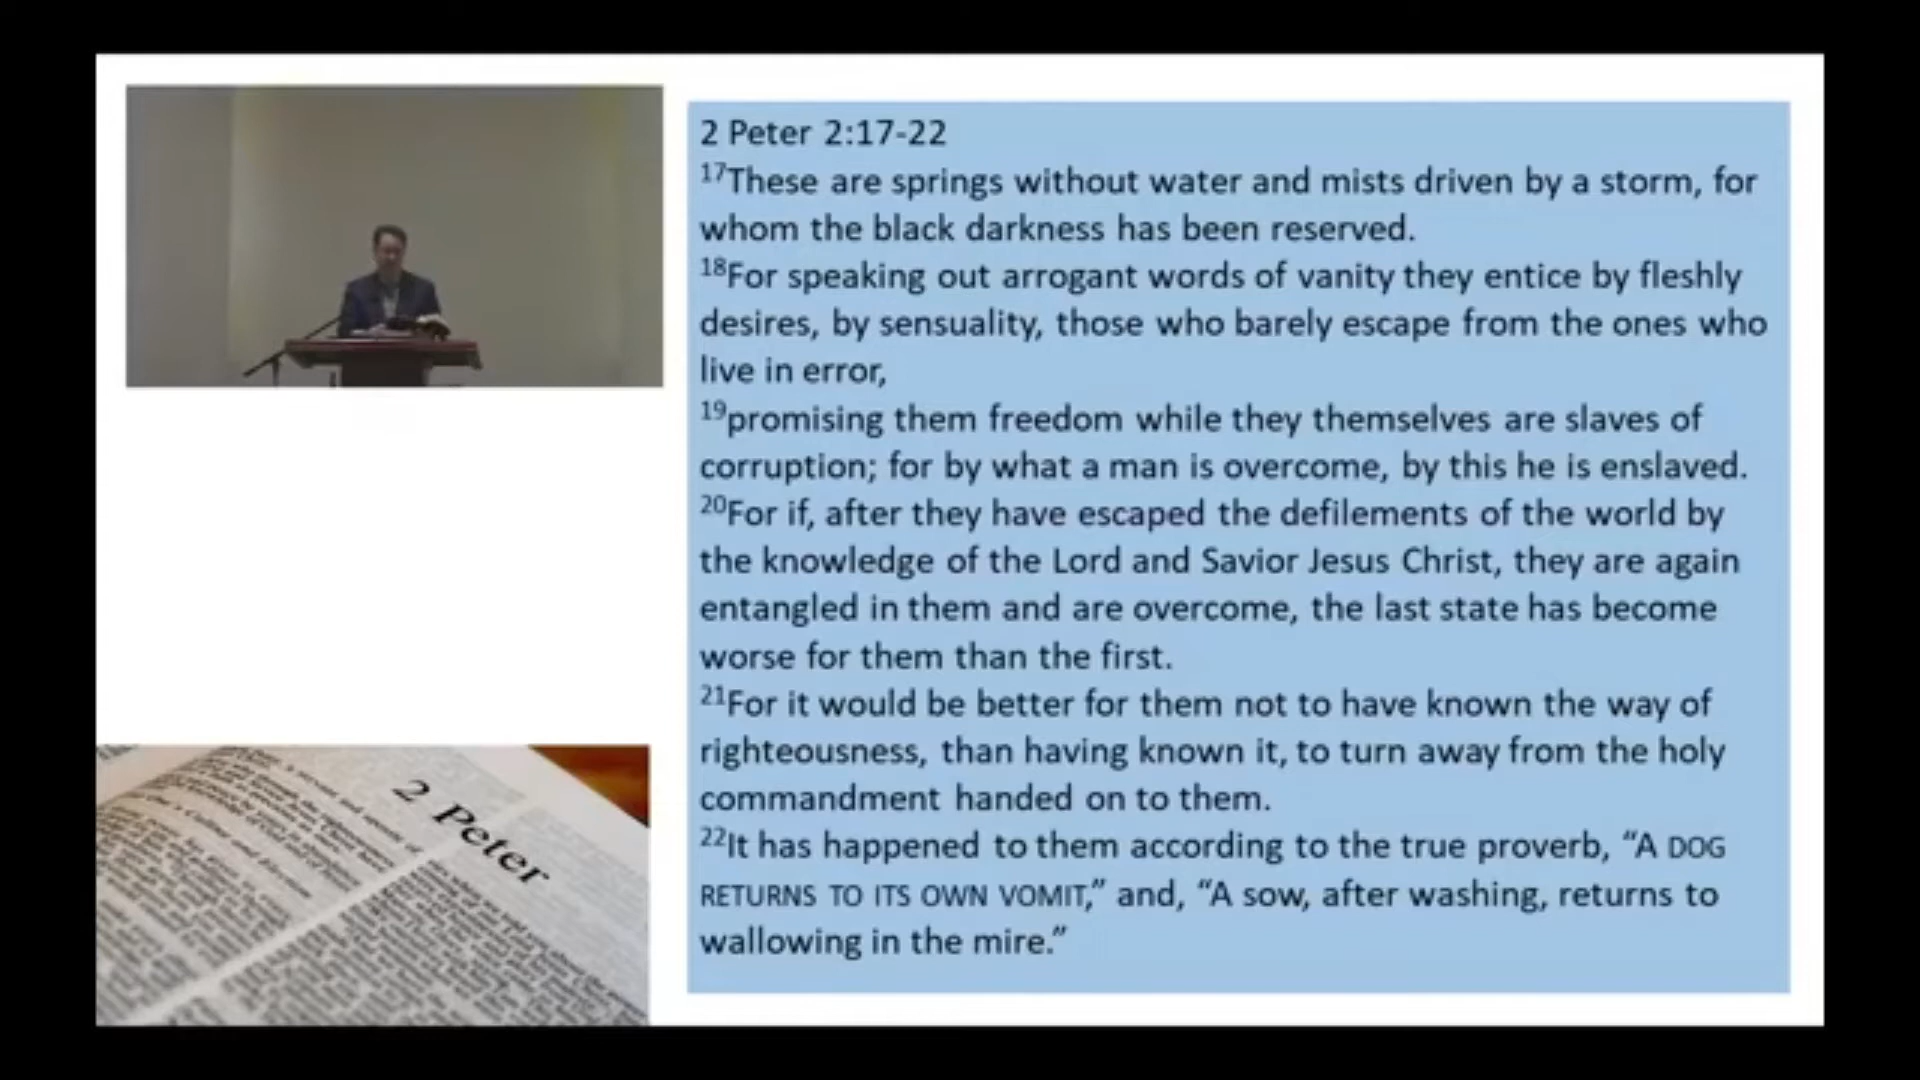 2 Peter 2:17-22
17These are springs without water and mists driven by a storm, for
whom the black darkness has been reserved.
18For speaking out arrogant words of vanity they entice by fleshly
desires, by sensuality, those who barely escape from the ones who
live in error,
19promising them freedom while they themselves are slaves of
corruption; for by what a man is overcome, by this he is enslaved.
20For if, after they have escaped the defilements of the world by
the knowledge of the Lord and Savior Jesus Christ, they are again
entangled in them and are overcome, the last state has become
worse for them than the first.
21For it would be better for them not to have known the way of
righteousness, than having known it, to turn away from the holy
commandment handed on to them.
22It has happened to them according to the true proverb, “A DOG
RETURNS TO ITS OWN VOMIT,” and, “A sow, after washing, returns to
wallowing in the mire.”
2 Peter